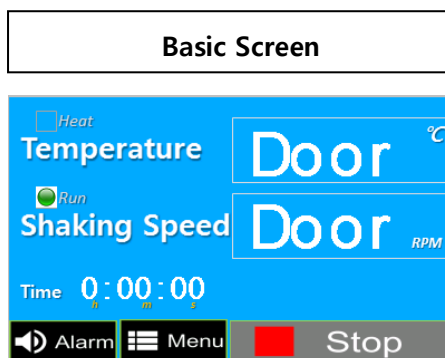 Basic Screen
Heat
Temperature Door ℃
Run
Shaking Speed Door RPM
Time 0:00:00
h m s
Alarm Menu Stop